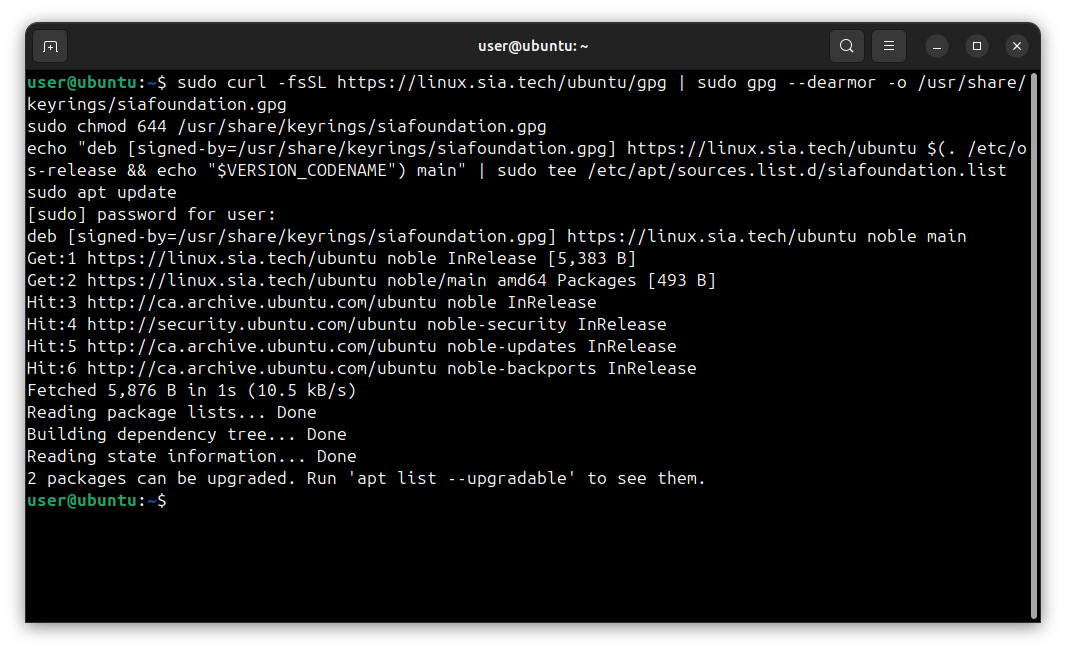 user@ubuntu: ~
user@ubuntu:~$ sudo curl -fsSL https://linux.sia.tech/ubuntu/gpg | sudo gpg --dearmor -o /usr/share/
keyrings/siafoundation.gpg
sudo chmod 644 /usr/share/keyrings/siafoundation.gpg
echo "deb [signed-by=/usr/share/keyrings/siafoundation.gpg] https://linux.sia.tech/ubuntu $(. /etc/o
s-release && echo "$VERSION_CODENAME") main" | sudo tee /etc/apt/sources.list.d/siafoundation.list
sudo apt update
[sudo] password for user:
deb [signed-by=/usr/share/keyrings/siafoundation.gpg] https://linux.sia.tech/ubuntu noble main
Get:1 https://linux.sia.tech/ubuntu noble InRelease [5,383 B]
Get:2 https://linux.sia.tech/ubuntu noble/main amd64 Packages [493 B]
Hit:3 http://ca.archive.ubuntu.com/ubuntu noble InRelease
Hit:4 http://security.ubuntu.com/ubuntu noble-security InRelease
Hit:5 http://ca.archive.ubuntu.com/ubuntu noble-updates InRelease
Hit:6 http://ca.archive.ubuntu.com/ubuntu noble-backports InRelease
Fetched 5,876 B in 1s (10.5 kB/s)
Reading package lists... Done
Building dependency tree... Done
Reading state information... Done
2 packages can be upgraded. Run 'apt list --upgradable' to see them.
user@ubuntu:~$